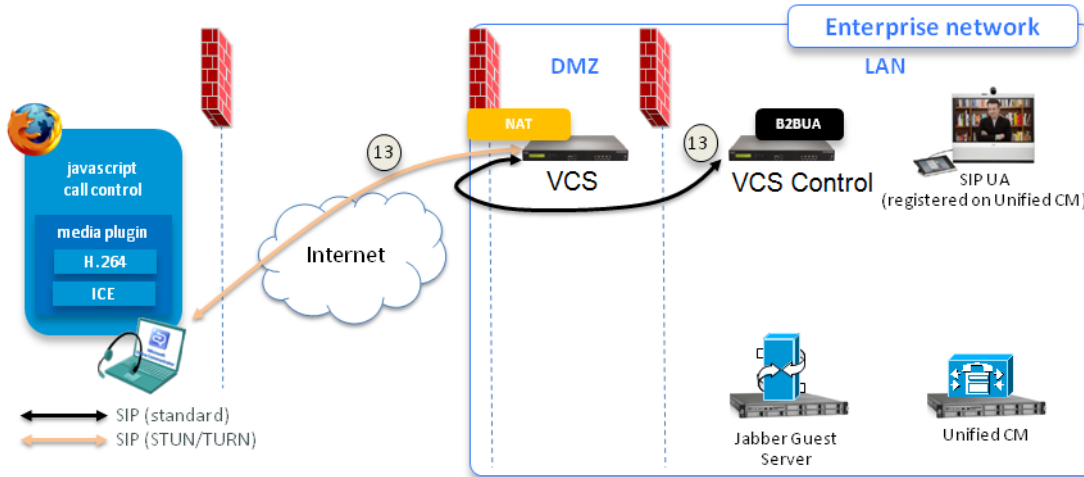 Enterprise network
DMZ
LAN
NAT
B2BUA
13
13
VCS
VCS Control
SIP UA
(registered on Unified CM)
javascript
call control
media plugin
H.264
ICE
Internet
SIP (standard)
SIP (STUN/TURN)
Jabber Guest
Server
Unified CM